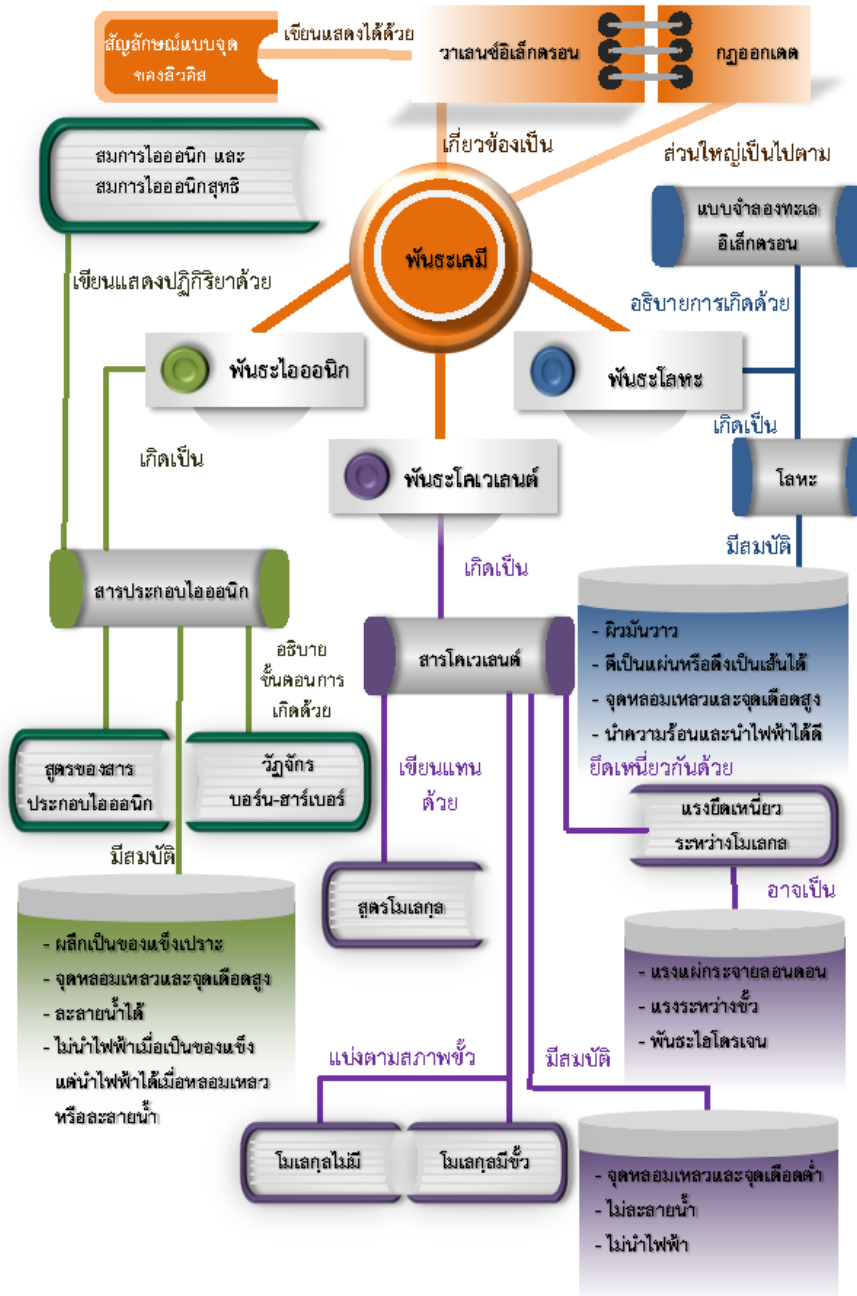 สัญลักษณ์แบบจุด
ของลิวอิส
เขียนแสดงได้ด้วย
วาเลนซ์อิเล็กตรอน
กฎออกเตต
เกี่ยวข้องเป็น
ส่วนใหญ่เป็นไปตาม
สมการไอออนิก และ
สมการไอออนิกสุทธิ
แบบจำลองทะเล
อิเล็กตรอน
พันธะเคมี
เขียนแสดงปฏิกิริยาด้วย
อธิบายการเกิดด้วย
พันธะไอออนิก
พันธะโลหะ
เกิดเป็น
เกิดเป็น
พันธะโคเวเลนต์
โลหะ
มีสมบัติ
เกิดเป็น
สารประกอบไอออนิก
- ผิวมันวาว
- ตีเป็นแผ่นหรือดึงเป็นเส้นได้
- จุดหลอมเหลวและจุดเดือดสูง
- นำความร้อนและนำไฟฟ้าได้ดี
อธิบาย
ขั้นตอนการ
เกิดด้วย
สารโคเวเลนต์
สูตรของสาร
ประกอบไอออนิก
วัฏจักร
บอร์น-ฮาร์เบอร์
เขียนแทน
ด้วย
ยึดเหนี่ยวกันด้วย
แรงยึดเหนี่ยว
ระหว่างโมเลกุล
มีสมบัติ
สูตรโมเลกุล
อาจเป็น
- ผลึกเป็นของแข็งเปราะ
- จุดหลอมเหลวและจุดเดือดสูง
- ละลายน้ำได้
- ไม่นำไฟฟ้าเมื่อเป็นของแข็ง
แต่นำไฟฟ้าได้เมื่อหลอมเหลว
หรือละลายน้ำ
- แรงแผ่กระจายลอนดอน
- แรงระหว่างขั้ว
- พันธะไฮโดรเจน
แบ่งตามสภาพขั้ว
มีสมบัติ
โมเลกุลไม่มี
โมเลกุลมีขั้ว
- จุดหลอมเหลวและจุดเดือดต่ำ
- ไม่ละลายน้ำ
- ไม่นำไฟฟ้า